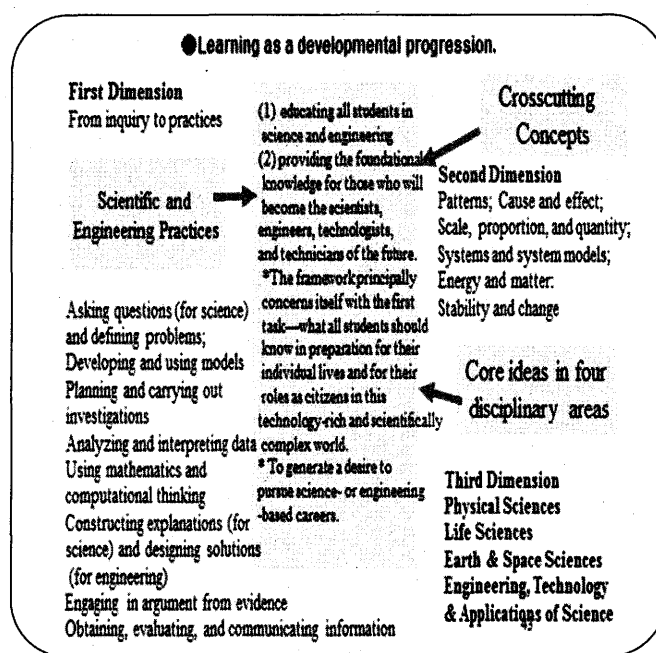 ●Learning as a developmental progression.
First Dimension
From inquiry to practices
Scientific and
Engineering Practices
Asking questions (for science)
and defining problems;
Developing and using models
Planning and carrying out
investigations
Analyzing and interpreting data
Using mathematics and
computational thinking
Constructing explanations (for
science) and designing solutions
(for engineering)
Engaging in argument from evidence
Obtaining, evaluating, and communicating information
(1) educating all students in
science and engineering
(2) providing the foundational
knowledge for those who will
become the scientists,
engineers, technologists,
and technicians of the future.
*The framework principally
concerns itself with the first
task—what all students should
know in preparation for their
individual lives and for their
roles as citizens in this
technology-rich and scientifically
complex world.
* To generate a desire to
pursue science- or engineering
-based careers.
Crosscutting
Concepts
Second Dimension
Patterns; Cause and effect;
Scale, proportion, and quantity;
Systems and system models;
Energy and matter:
Stability and change
Core ideas in four
disciplinary areas
Third Dimension
Physical Sciences
Life Sciences
Earth & Space Sciences
Engineering, Technology
& Applications of Science